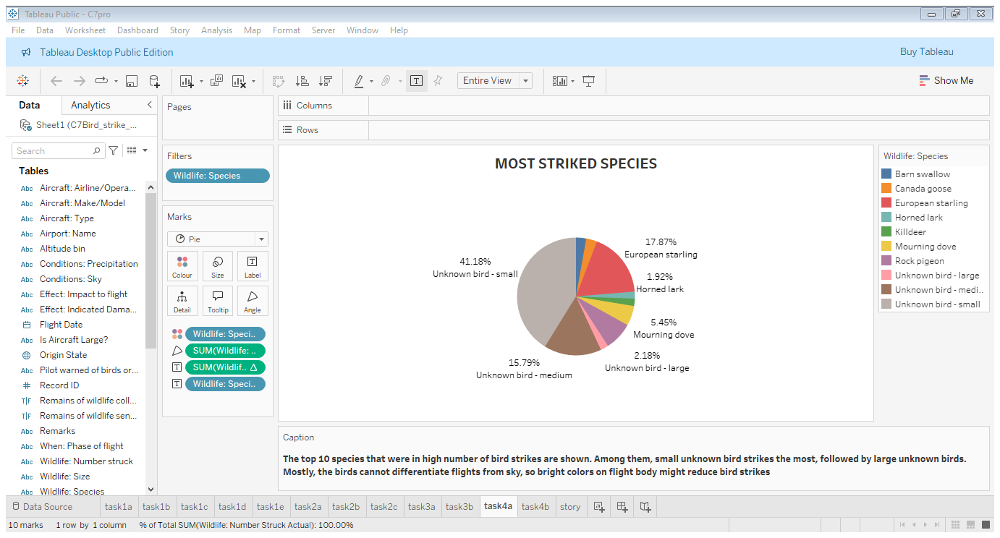 Tableau Public - C7pro
File Data Worksheet Dashboard Story Analysis Map Format Server Window Help
Tableau Desktop Public Edition
Buy Tableau
Entire View
Show Me
Data
Analytics
Sheet1 (C7Bird_strike_...
Search
Tables
Abc Aircraft: Airline/Opera...
Abc Aircraft: Make/Model
Abc Aircraft: Type
Abc Airport: Name
Abc Altitude bin
Abc Conditions: Precipitation
Abc Conditions: Sky
Abc Effect: Impact to flight
Abc Effect: Indicated Dama...
Flight Date
Abc Is Aircraft Large?
Origin State
Abc Pilot warned of birds or...
# Record ID
T|F Remains of wildlife coll...
T|F Remains of wildlife sen...
Abc Remarks
Abc When: Phase of flight
Abc Wildlife: Number struck
Abc Wildlife: Size
Abc Wildlife: Species
Pages
Filters
Wildlife: Species
Marks
Pie
Colour Size Label
Detail Tooltip Angle
Wildlife: Speci..
SUM(Wildlife: ..
T SUM(Wildlif.. Δ
T Wildlife: Speci..
Columns
Rows
MOST STRIKED SPECIES
17.87%
European starling
41.18%
Unknown bird - small
1.92%
Horned lark
5.45%
Mourning dove
2.18%
Unknown bird - large
15.79%
Unknown bird - medium
Wildlife: Species
Barn swallow
Canada goose
European starling
Horned lark
Killdeer
Mourning dove
Rock pigeon
Unknown bird - large
Unknown bird - medi..
Unknown bird - small
Caption
The top 10 species that were in high number of bird strikes are shown. Among them, small unknown bird strikes the most, followed by large unknown birds.
Mostly, the birds cannot differentiate flights from sky, so bright colors on flight body might reduce bird strikes
Data Source task1a task1b task1c task1d task1e task2a task2b task2c task3a task3b task4a task4b story
10 marks 1 row by 1 column % of Total SUM(Wildlife: Number Struck Actual): 100.00%